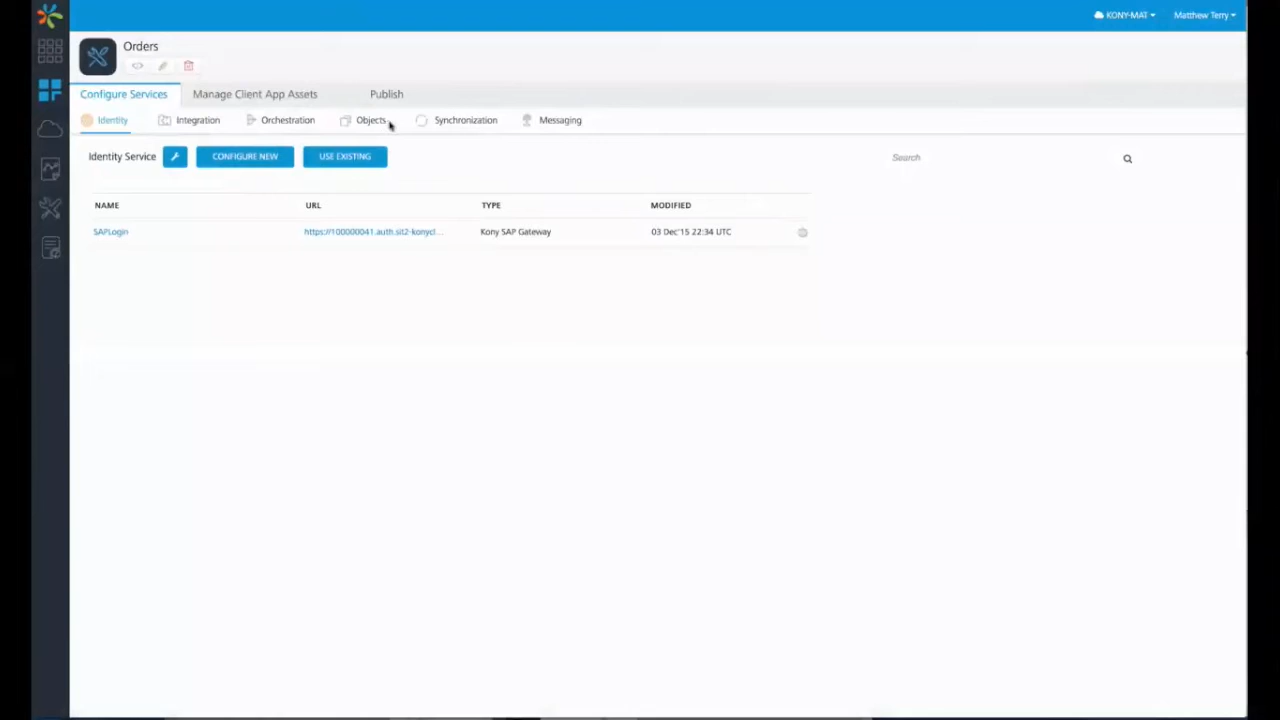 KONY-MAT Matthew Terry
Orders
Configure Services Manage Client App Assets Publish
Identity Integration Orchestration Objects Synchronization Messaging
Identity Service CONFIGURE NEW USE EXISTING Search
NAME URL TYPE MODIFIED
SAPLogin https://100000041.auth.sit2-konycl... Kony SAP Gateway 03 Dec'15 22:34 UTC